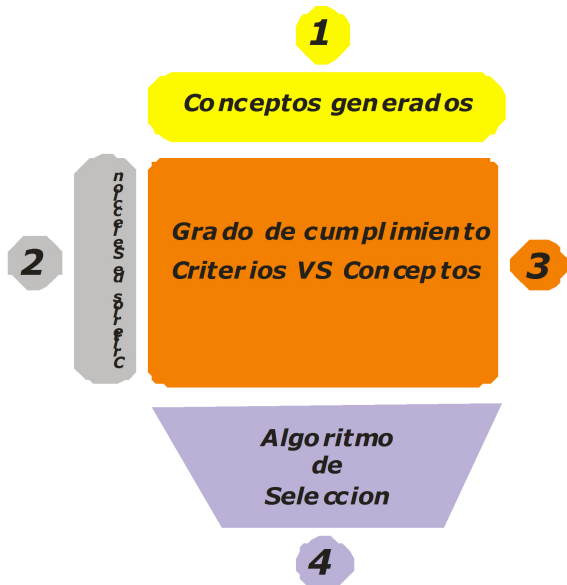 1
Conceptos generados
2
Criterios de Seleccion
Grado de cumplimiento
Criterios VS Conceptos
3
Algoritmo
de
Seleccion
4